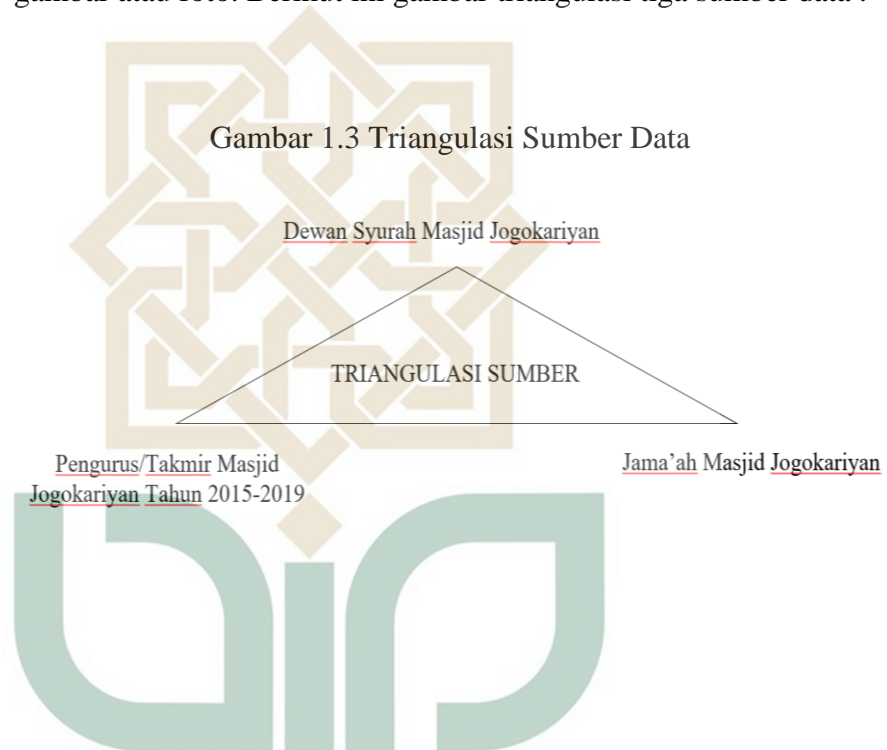 gambar atau foto. Berikut ini gambar triangulasi tiga sumber data :
Gambar 1.3 Triangulasi Sumber Data
Dewan Syurah Masjid Jogokariyan
TRIANGULASI SUMBER
Pengurus/Takmir Masjid
Jogokariyan Tahun 2015-2019
Jama’ah Masjid Jogokariyan